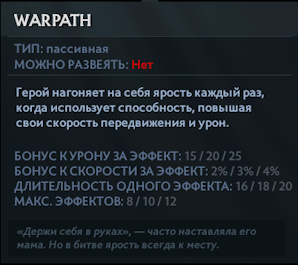 WARPATH
ТИП: пассивная
МОЖНО РАЗВЕЯТЬ: Нет
Герой нагоняет на себя ярость каждый раз,
когда использует способность, повышая
свои скорость передвижения и урон.
БОНУС К УРОНУ ЗА ЭФФЕКТ: 15 / 20 / 25
БОНУС К СКОРОСТИ ЗА ЭФФЕКТ: 2% / 3% / 4%
ДЛИТЕЛЬНОСТЬ ОДНОГО ЭФФЕКТА: 16 / 18 / 20
МАКС. ЭФФЕКТОВ: 8 / 10 / 12
«Держи себя в руках», — часто наставляла его
мама. Но в битве ярость всегда к месту.